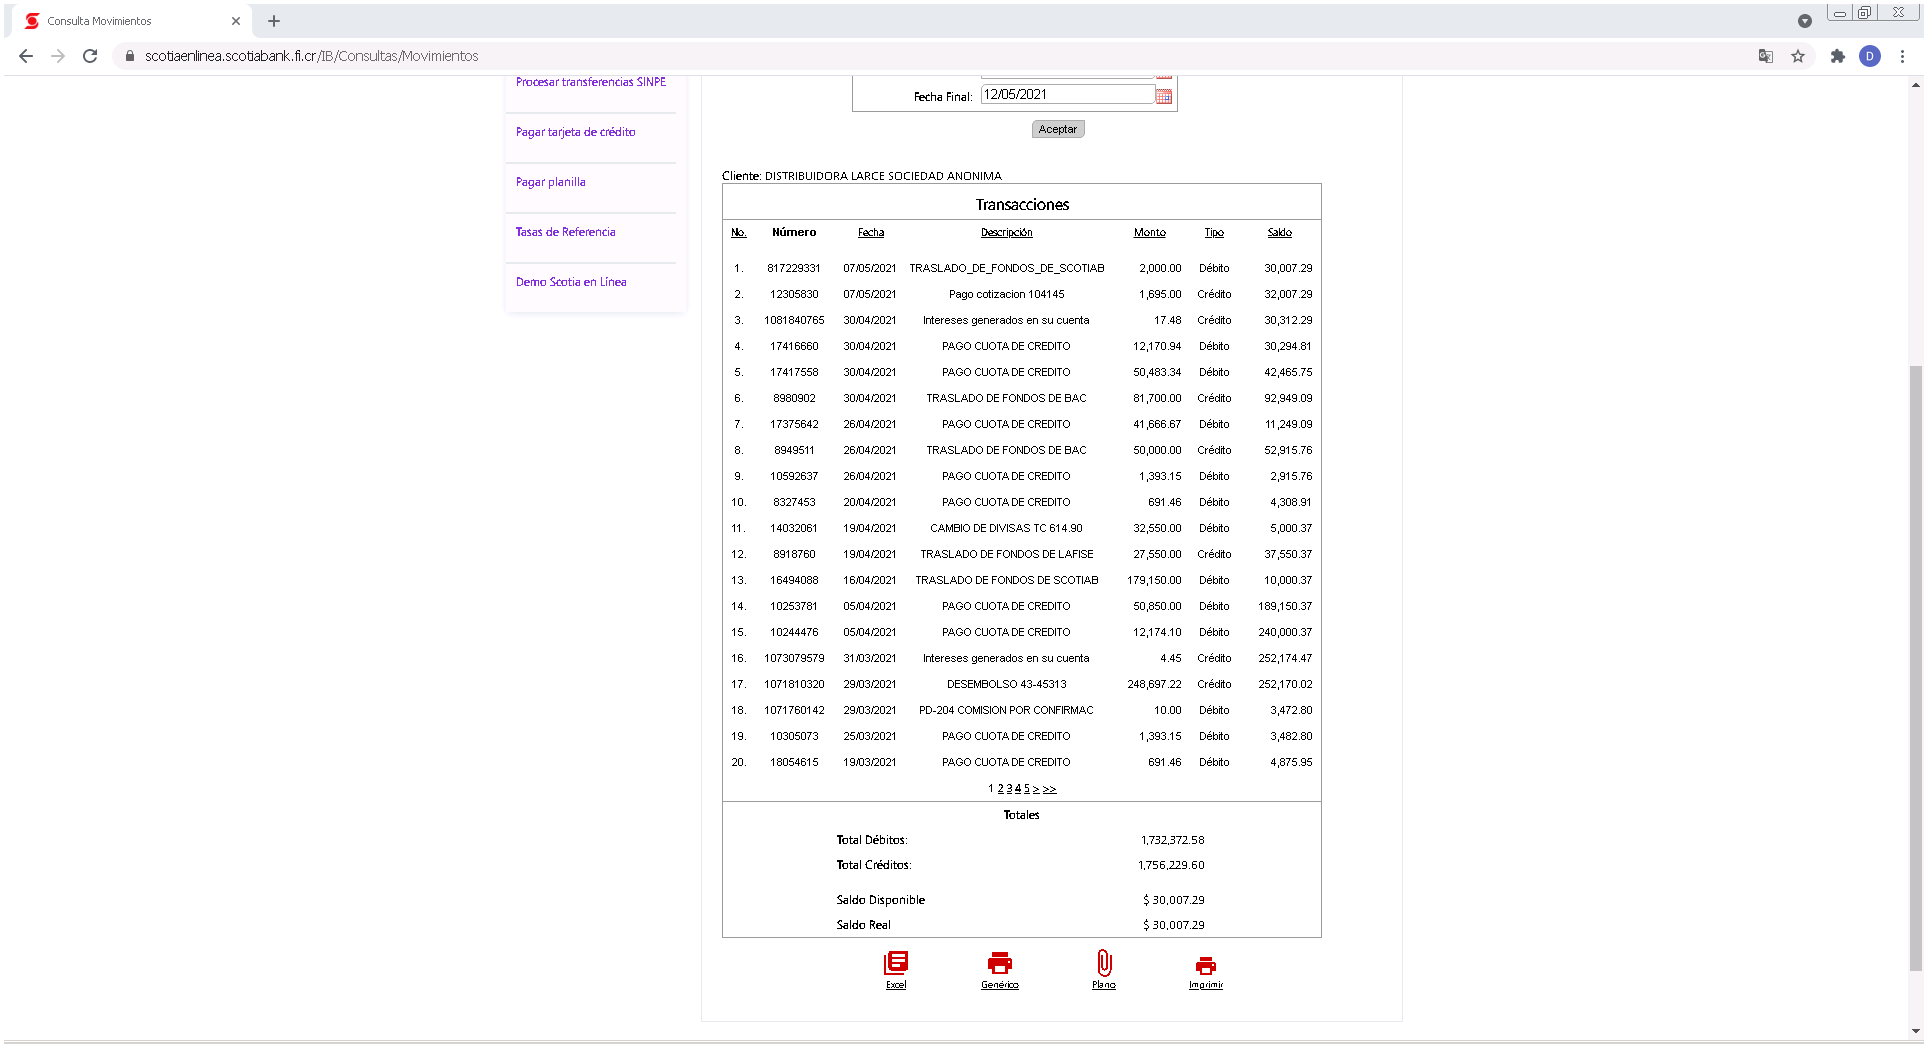 Consulta Movimientos
scotiaenlinea.scotiabank.fi.cr/IB/Consultas/Movimientos
D
Procesar transferencias SINPE
Pagar tarjeta de crédito
Pagar planilla
Tasas de Referencia
Demo Scotia en Línea
Fecha Final: 12/05/2021
Aceptar
Cliente: DISTRIBUIDORA LARCE SOCIEDAD ANONIMA
Transacciones
No. Número Fecha Descripción Monto Tipo Saldo
1. 817229331 07/05/2021 TRASLADO_DE_FONDOS_DE_SCOTIAB 2,000.00 Débito 30,007.29
2. 12305830 07/05/2021 Pago cotizacion 104145 1,695.00 Crédito 32,007.29
3. 1081840765 30/04/2021 Intereses generados en su cuenta 17.48 Crédito 30,312.29
4. 17416660 30/04/2021 PAGO CUOTA DE CREDITO 12,170.94 Débito 30,294.81
5. 17417558 30/04/2021 PAGO CUOTA DE CREDITO 50,483.34 Débito 42,465.75
6. 8980902 30/04/2021 TRASLADO DE FONDOS DE BAC 81,700.00 Crédito 92,949.09
7. 17375642 26/04/2021 PAGO CUOTA DE CREDITO 41,666.67 Débito 11,249.09
8. 8949511 26/04/2021 TRASLADO DE FONDOS DE BAC 50,000.00 Crédito 52,915.76
9. 10592637 26/04/2021 PAGO CUOTA DE CREDITO 1,393.15 Débito 2,915.76
10. 8327453 20/04/2021 PAGO CUOTA DE CREDITO 691.46 Débito 4,308.91
11. 14032061 19/04/2021 CAMBIO DE DIVISAS TC 614.90 32,550.00 Débito 5,000.37
12. 8918760 19/04/2021 TRASLADO DE FONDOS DE LAFISE 27,550.00 Crédito 37,550.37
13. 16494088 16/04/2021 TRASLADO DE FONDOS DE SCOTIAB 179,150.00 Débito 10,000.37
14. 10253781 05/04/2021 PAGO CUOTA DE CREDITO 50,850.00 Débito 189,150.37
15. 10244476 05/04/2021 PAGO CUOTA DE CREDITO 12,174.10 Débito 240,000.37
16. 1073079579 31/03/2021 Intereses generados en su cuenta 4.45 Crédito 252,174.47
17. 1071810320 29/03/2021 DESEMBOLSO 43-45313 248,697.22 Crédito 252,170.02
18. 1071760142 29/03/2021 PD-204 COMISION POR CONFIRMAC 10.00 Débito 3,472.80
19. 10305073 25/03/2021 PAGO CUOTA DE CREDITO 1,393.15 Débito 3,482.80
20. 18054615 19/03/2021 PAGO CUOTA DE CREDITO 691.46 Débito 4,875.95
1 2 3 4 5 > >>
Totales
Total Débitos: 1,732,372.58
Total Créditos: 1,756,229.60
Saldo Disponible $ 30,007.29
Saldo Real $ 30,007.29
Excel Genérico Plano Imprimir